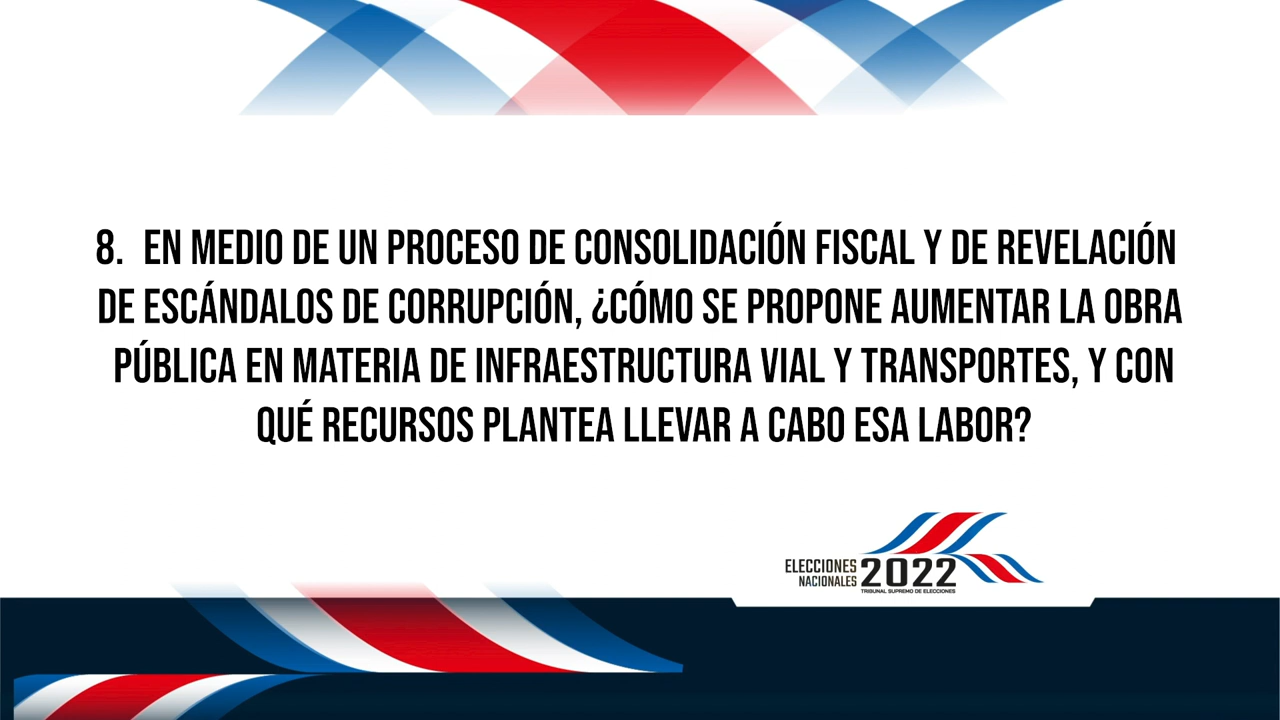 8. EN MEDIO DE UN PROCESO DE CONSOLIDACIÓN FISCAL Y DE REVELACIÓN
DE ESCÁNDALOS DE CORRUPCIÓN, ¿CÓMO SE PROPONE AUMENTAR LA OBRA
PÚBLICA EN MATERIA DE INFRAESTRUCTURA VIAL Y TRANSPORTES, Y CON
QUÉ RECURSOS PLANTEA LLEVAR A CABO ESA LABOR?
ELECCIONES
NACIONALES
2022
TRIBUNAL SUPREMO DE ELECCIONES